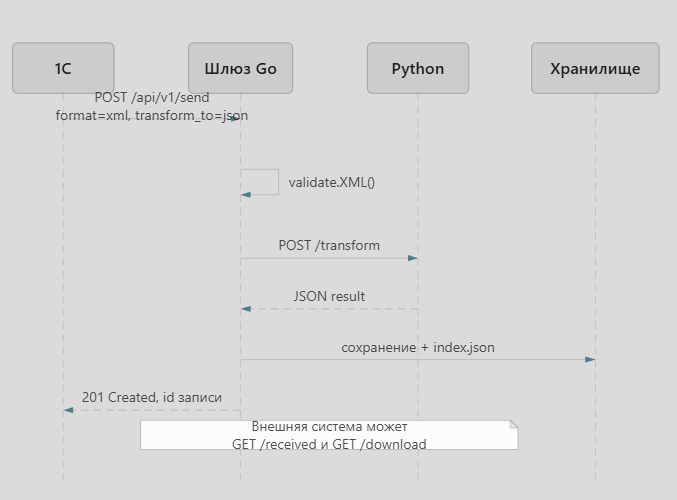 1С
Шлюз Go
Python
Хранилище
POST /api/v1/send
format=xml, transform_to=json
validate.XML()
POST /transform
JSON result
сохранение + index.json
201 Created, id записи
Внешняя система может
GET /received и GET /download